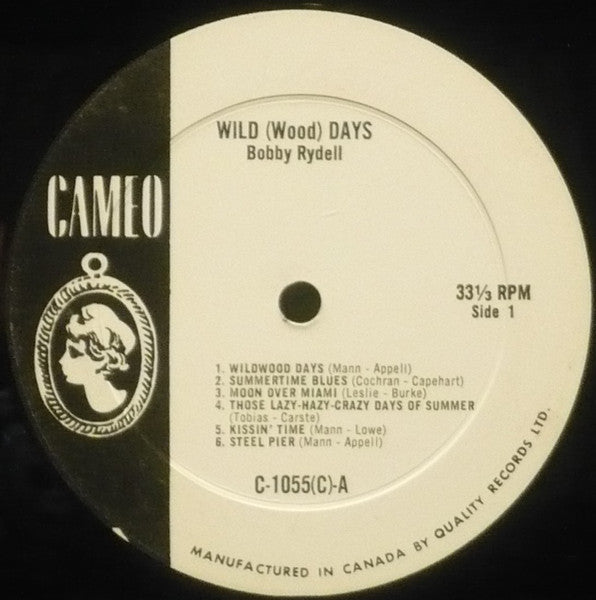 WILD (Wood) DAYS
Bobby Rydell
CAMEO
33⅓ RPM
Side 1
1. WILDWOOD DAYS (Mann - Appell)
2. SUMMERTIME BLUES (Cochran - Capehart)
3. MOON OVER MIAMI (Leslie - Burke)
4. THOSE LAZY-HAZY-CRAZY DAYS OF SUMMER
(Tobias - Carste)
5. KISSIN' TIME (Mann - Lowe)
6. STEEL PIER (Mann - Appell)
C-1055(C)-A
MANUFACTURED IN CANADA BY QUALITY RECORDS LTD.